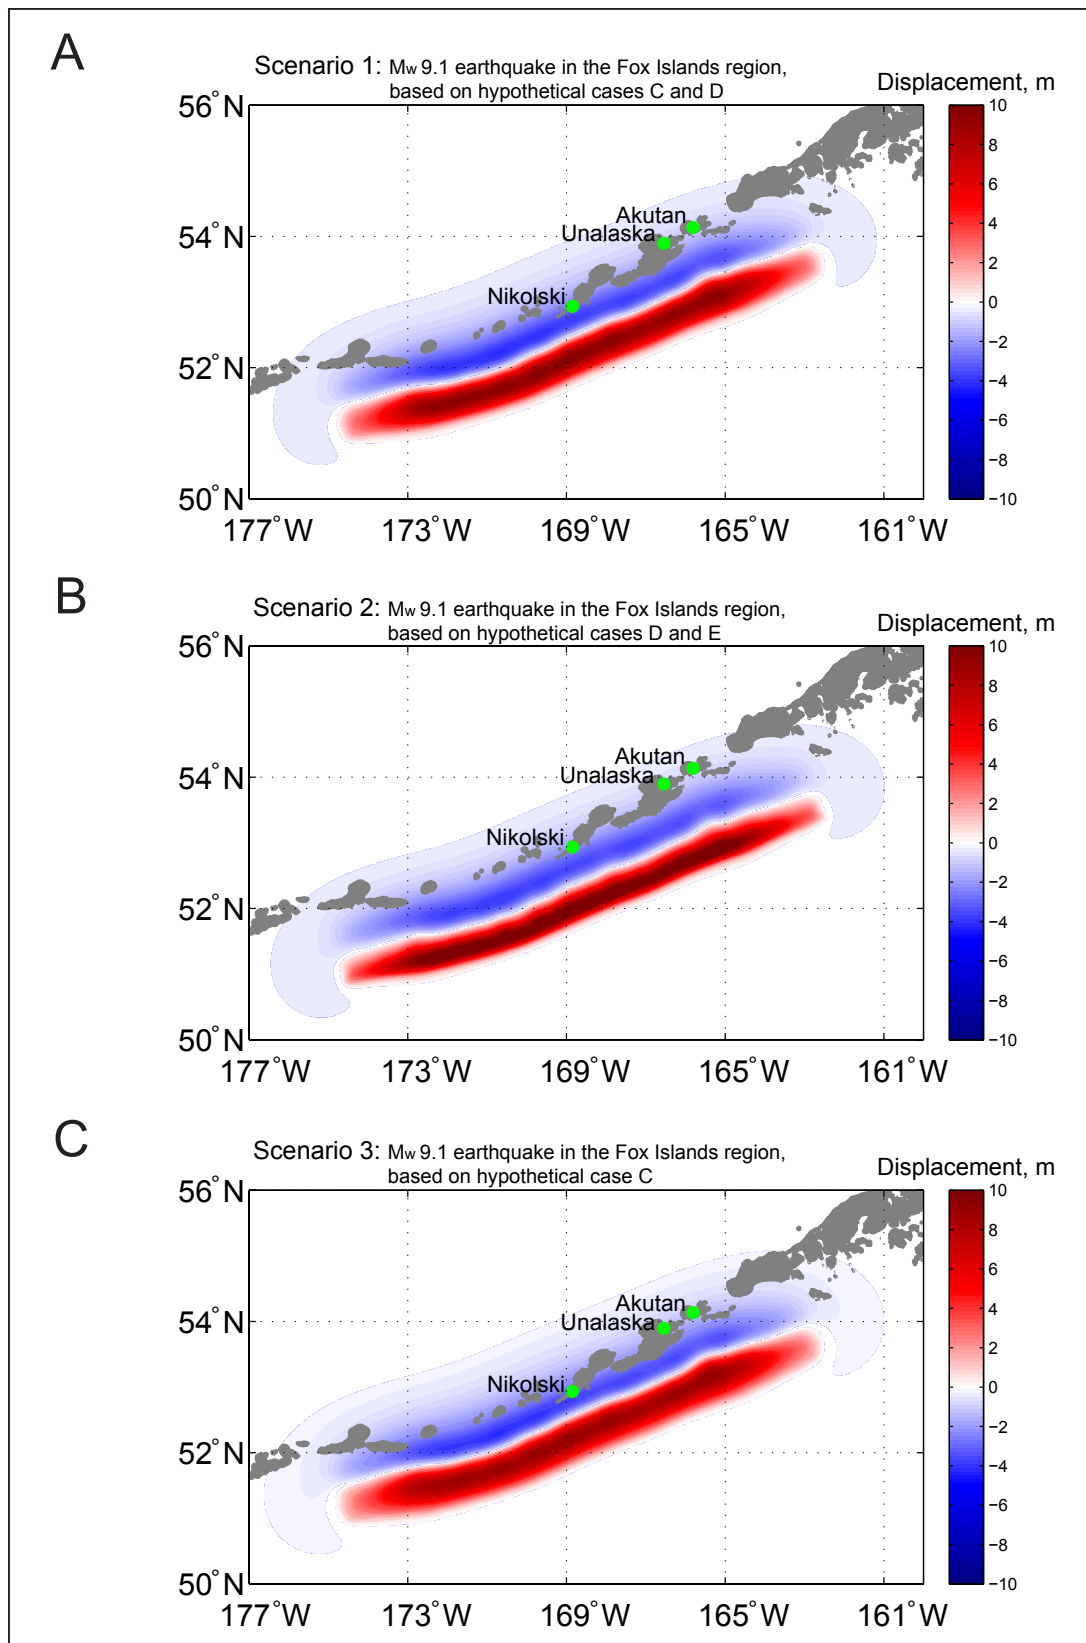 A
Scenario 1: Mw 9.1 earthquake in the Fox Islands region,
based on hypothetical cases C and D
Displacement, m
56°N
54°N
52°N
50°N
177°W 173°W 169°W 165°W 161°W
Akutan
Unalaska
Nikolski
10
8
6
4
2
0
−2
−4
−6
−8
−10
B
Scenario 2: Mw 9.1 earthquake in the Fox Islands region,
based on hypothetical cases D and E
Displacement, m
56°N
54°N
52°N
50°N
177°W 173°W 169°W 165°W 161°W
Akutan
Unalaska
Nikolski
10
8
6
4
2
0
−2
−4
−6
−8
−10
C
Scenario 3: Mw 9.1 earthquake in the Fox Islands region,
based on hypothetical case C
Displacement, m
56°N
54°N
52°N
50°N
177°W 173°W 169°W 165°W 161°W
Akutan
Unalaska
Nikolski
10
8
6
4
2
0
−2
−4
−6
−8
−10